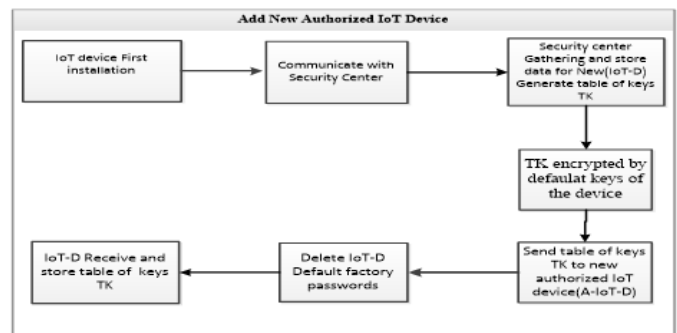 Add New Authorized IoT Device
IoT device First
installation
Communicate with
Security Center
Security center
Gathering and store
data for New(IoT-D)
Generate table of keys
TK
TK encrypted by
defaulat keys of
the device
Send table of keys
TK to new
authorized IoT
device(A-IoT-D)
Delete IoT-D
Default factory
passwords
IoT-D Receive and
store table of keys
TK